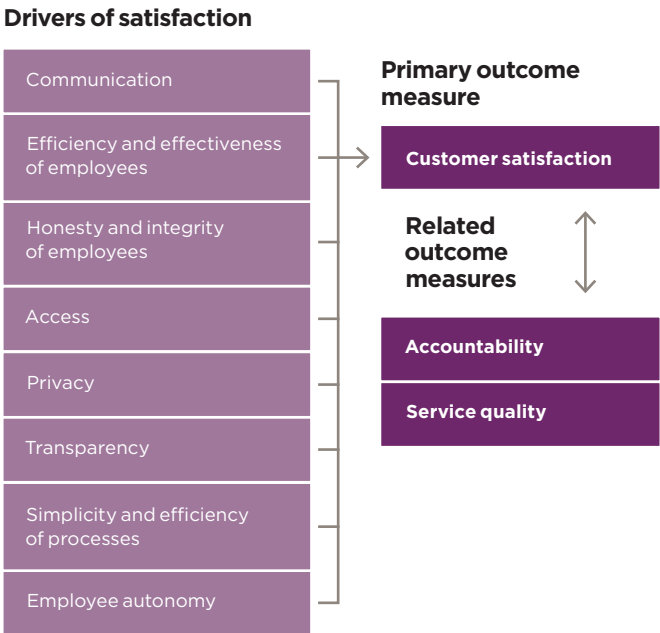 Drivers of satisfaction
Communication
Efficiency and effectiveness
of employees
Honesty and integrity
of employees
Access
Privacy
Transparency
Simplicity and efficiency
of processes
Employee autonomy
Primary outcome
measure
Customer satisfaction
Related
outcome
measures
Accountability
Service quality